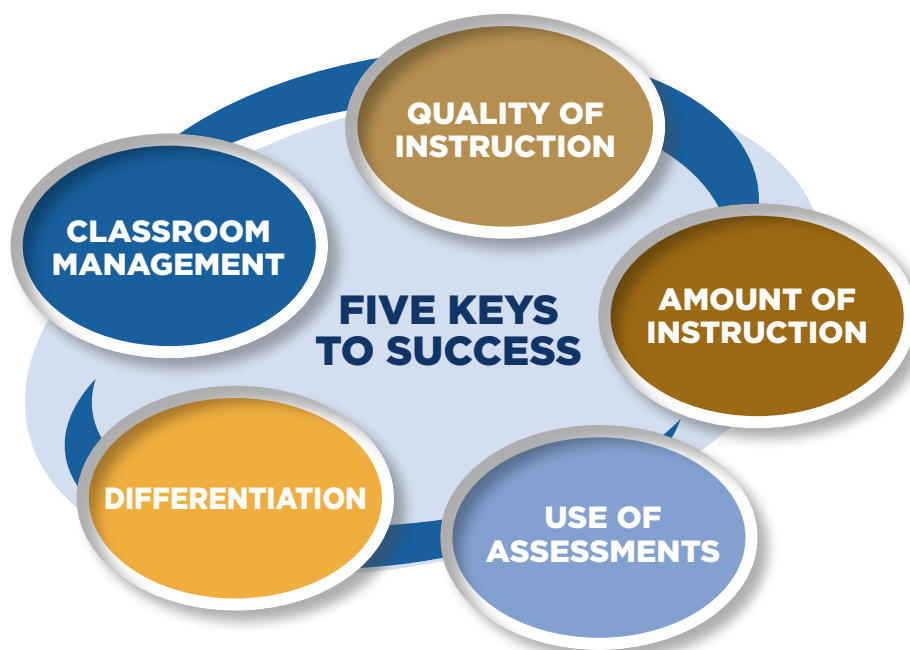 QUALITY OF
INSTRUCTION
CLASSROOM
MANAGEMENT
FIVE KEYS
TO SUCCESS
AMOUNT OF
INSTRUCTION
DIFFERENTIATION
USE OF
ASSESSMENTS